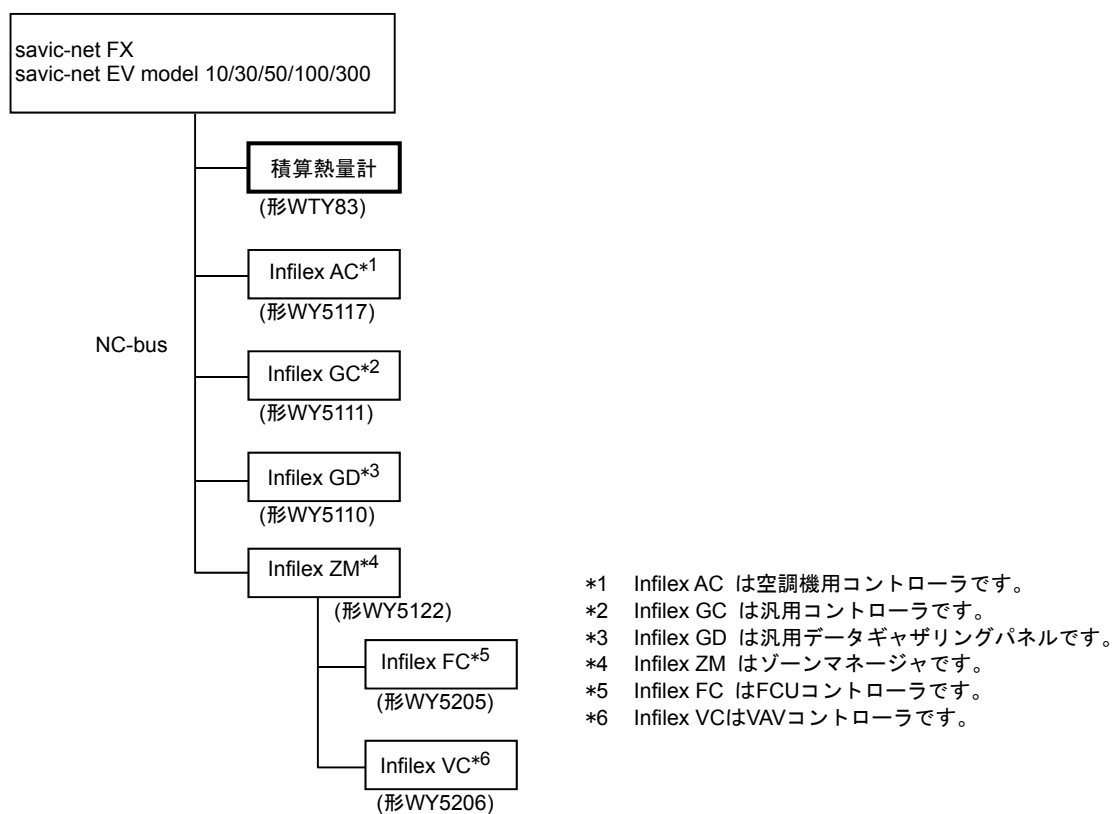 savic-net FX
savic-net EV model 10/30/50/100/300
積算熱量計
(形WTY83)
Infilex AC*1
(形WY5117)
NC-bus
Infilex GC*2
(形WY5111)
Infilex GD*3
(形WY5110)
Infilex ZM*4
(形WY5122)
Infilex FC*5
(形WY5205)
Infilex VC*6
(形WY5206)
*1 Infilex AC は空調機用コントローラです。
*2 Infilex GC は汎用コントローラです。
*3 Infilex GD は汎用データギャザリングパネルです。
*4 Infilex ZM はゾーンマネージャです。
*5 Infilex FC はFCUコントローラです。
*6 Infilex VCはVAVコントローラです。